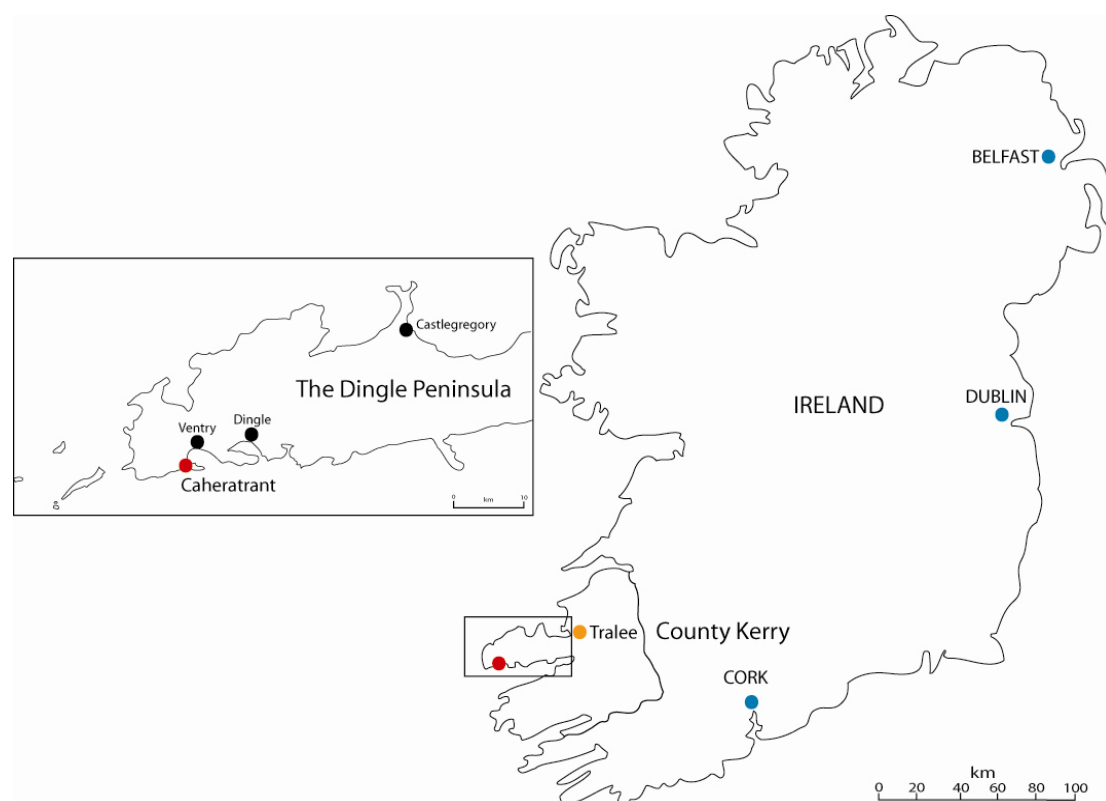 BELFAST
Castlegregory
The Dingle Peninsula
DUBLIN
IRELAND
Dingle
Ventry
Caheratrant
0 km 10
Tralee
County Kerry
CORK
km
0 20 40 60 80 100